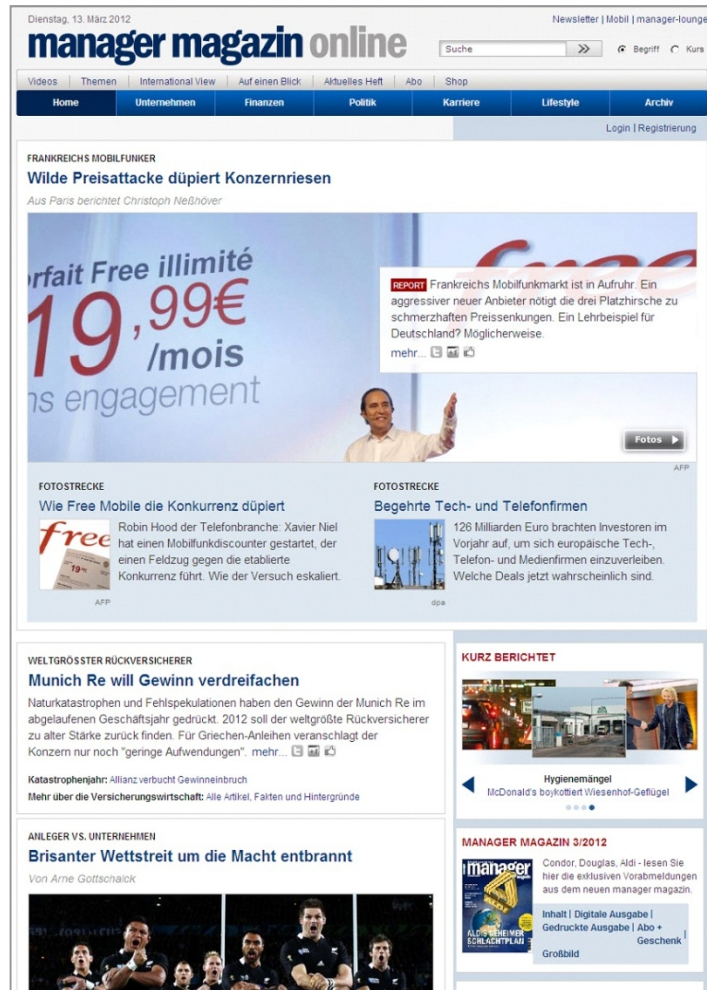 Dienstag, 13. März 2012
Newsletter | Mobil | manager-lounge
manager magazin online
Suche
Begriff
Kurs
Videos
Themen
International View
Auf einen Blick
Aktuelles Heft
Abo
Shop
Home
Unternehmen
Finanzen
Politik
Karriere
Lifestyle
Archiv
Login | Registrierung
FRANKREICHS MOBILFUNKER
Wilde Preisattacke düpiert Konzernriesen
Aus Paris berichtet Christoph Neßhöver
rfait Free illimité
19,99€
/mois
ns engagement
free
REPORT Frankreichs Mobilfunkmarkt ist in Aufruhr. Ein
aggressiver neuer Anbieter nötigt die drei Platzhirsche zu
schmerzhaften Preissenkungen. Ein Lehrbeispiel für
Deutschland? Möglicherweise.
mehr...
Fotos
AFP
FOTOSTRECKE
Wie Free Mobile die Konkurrenz düpiert
free
19
Robin Hood der Telefonbranche: Xavier Niel
hat einen Mobilfunkdiscounter gestartet, der
einen Feldzug gegen die etablierte
Konkurrenz führt. Wie der Versuch eskaliert.
AFP
FOTOSTRECKE
Begehrte Tech- und Telefonfirmen
126 Milliarden Euro brachten Investoren im
Vorjahr auf, um sich europäische Tech-,
Telefon- und Medienfirmen einzuverleiben.
Welche Deals jetzt wahrscheinlich sind.
dpa
WELTGRÖSSTER RÜCKVERSICHERER
Munich Re will Gewinn verdreifachen
Naturkatastrophen und Fehlspekulationen haben den Gewinn der Munich Re im
abgelaufenen Geschäftsjahr gedrückt. 2012 soll der weltgrößte Rückversicherer
zu alter Stärke zurück finden. Für Griechen-Anleihen veranschlagt der
Konzern nur noch "geringe Aufwendungen". mehr...
Katastrophenjahr: Allianz verbucht Gewinneinbruch
Mehr über die Versicherungswirtschaft: Alle Artikel, Fakten und Hintergründe
ANLEGER VS. UNTERNEHMEN
Brisanter Wettstreit um die Macht entbrannt
Von Arne Gottschalck
KURZ BERICHTET
Hygienemängel
McDonald's boykottiert Wiesenhof-Geflügel
MANAGER MAGAZIN 3/2012
manager
ALDIS GEHEIMER
SCHLACHTPLAN
Condor, Douglas, Aldi - lesen Sie
hier die exklusiven Vorabmeldungen
aus dem neuen manager magazin.
Inhalt | Digitale Ausgabe |
Gedruckte Ausgabe | Abo +
Geschenk |
Großbild